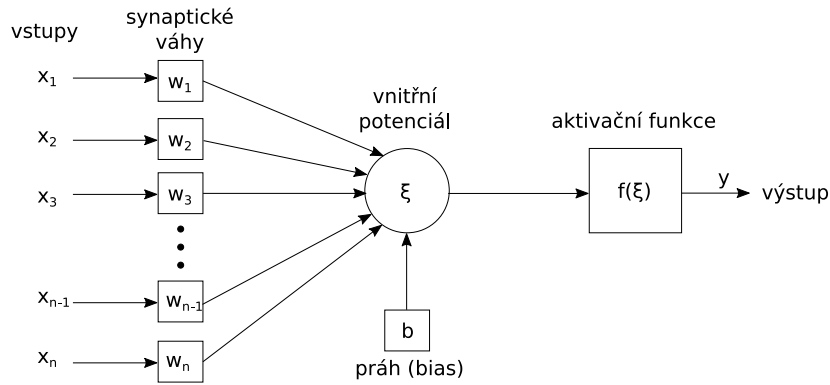 vstupy
synaptické
váhy
x₁
w₁
x₂
w₂
x₃
w₃
xₙ₋₁
wₙ₋₁
xₙ
wₙ
vnitřní
potenciál
ξ
b
práh (bias)
aktivační funkce
f(ξ)
y
výstup